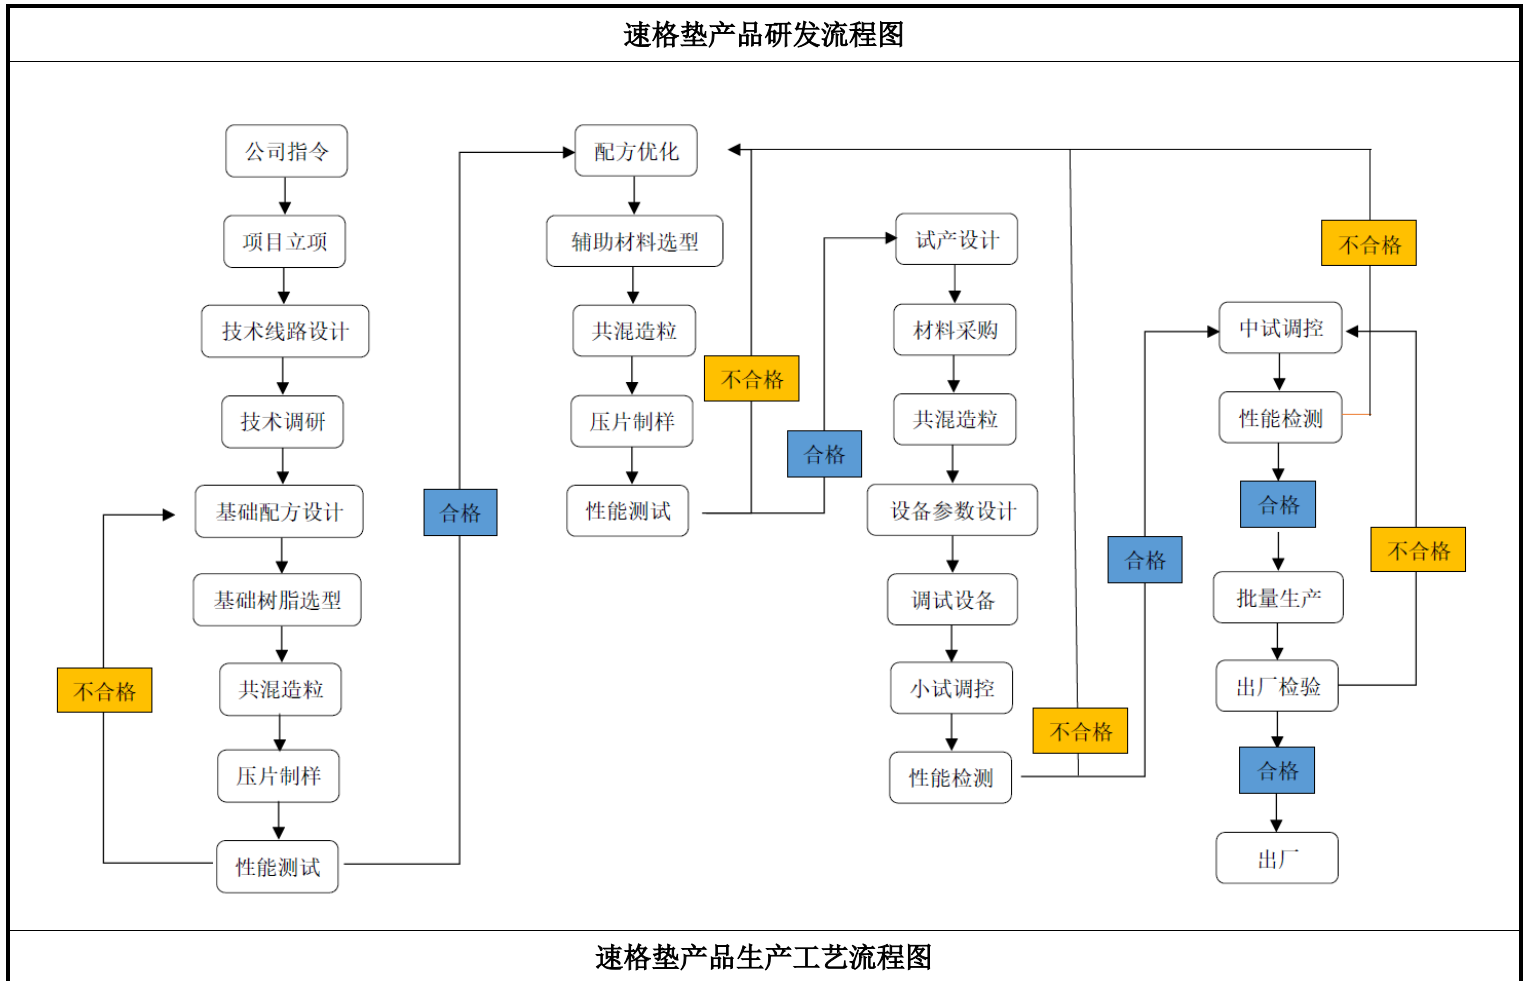 速格垫产品研发流程图
公司指令
项目立项
技术线路设计
技术调研
基础配方设计
基础树脂选型
共混造粒
压片制样
性能测试
不合格
合格
配方优化
辅助材料选型
共混造粒
压片制样
性能测试
不合格
合格
试产设计
材料采购
共混造粒
设备参数设计
调试设备
小试调控
性能检测
不合格
合格
中试调控
性能检测
不合格
合格
批量生产
出厂检验
不合格
合格
出厂
速格垫产品生产工艺流程图